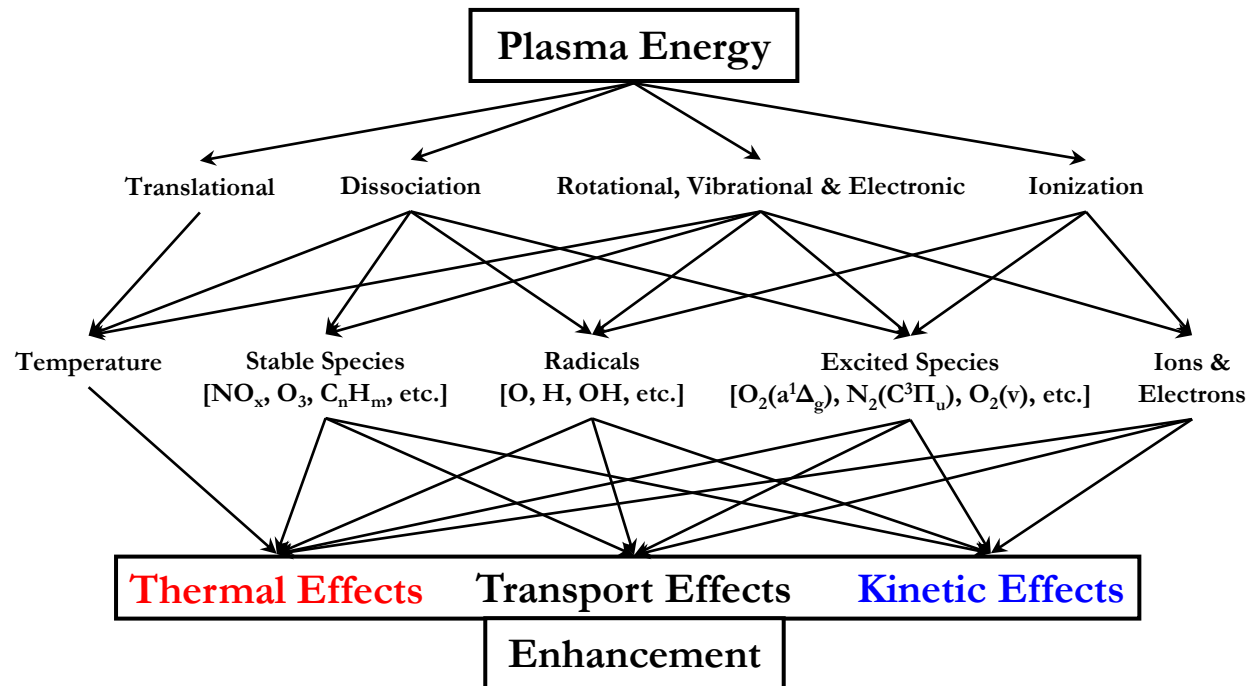 Plasma Energy
Translational
Dissociation
Rotational, Vibrational & Electronic
Ionization
Temperature
Stable Species
[NOₓ, O₃, CₙHₘ, etc.]
Radicals
[O, H, OH, etc.]
Excited Species
[O₂(a¹Δg), N₂(C³Πᵤ), O₂(v), etc.]
Ions &
Electrons
Thermal Effects
Transport Effects
Kinetic Effects
Enhancement